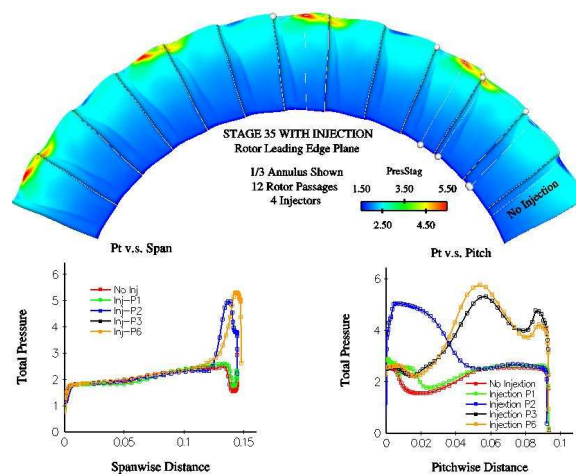 STAGE 35 WITH INJECTION
Rotor Leading Edge Plane
1/3 Annulus Shown
12 Rotor Passages
4 Injectors
PresStag
1.50 3.50 5.50
2.50 4.50
No Injection
Pt v.s. Span
Total Pressure
6
5
4
3
2
1
0
No Inj
Inj-P1
Inj-P2
Inj-P3
Inj-P6
0 0.05 0.10 0.15
Spanwise Distance
Pt v.s. Pitch
Total Pressure
6
4
2
0
No Injextion
Injection P1
Injextion P2
Injection P3
Injection P6
0 0.02 0.04 0.06 0.08 0.1
Pitchwise Distance